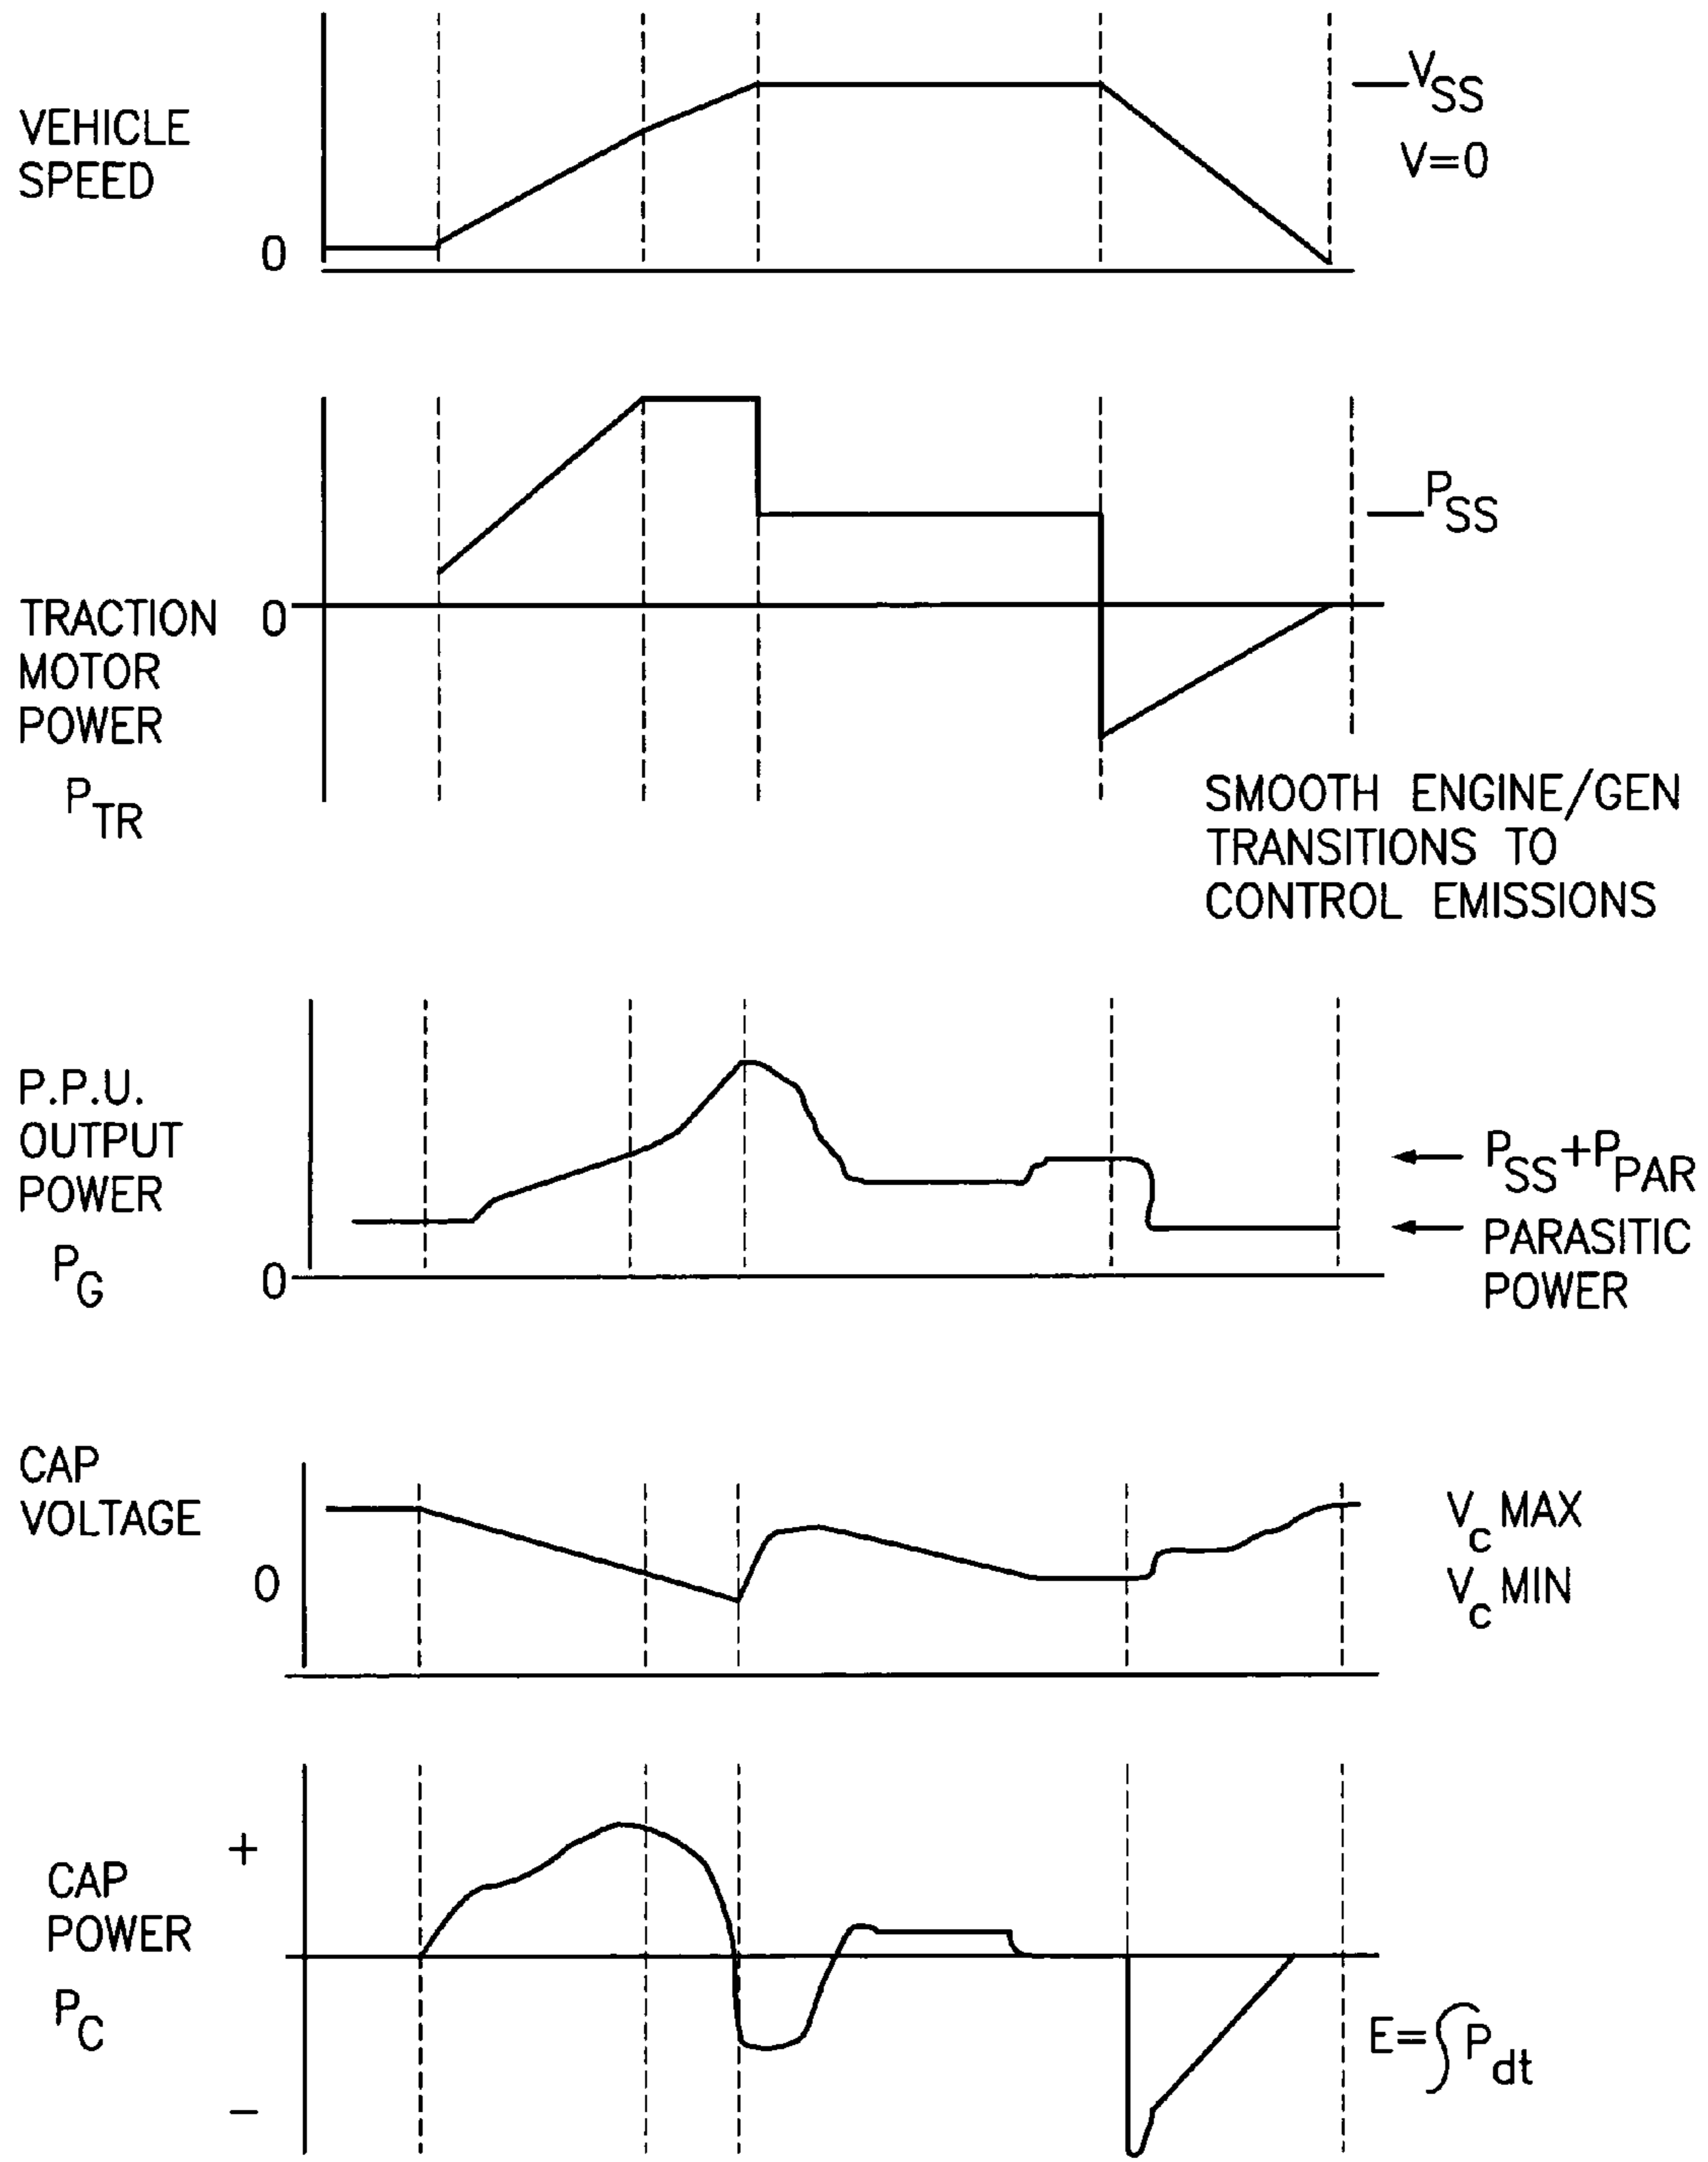 VEHICLE
SPEED
0
VSS
V=0
TRACTION
MOTOR
POWER
PTR
0
PSS
SMOOTH ENGINE/GEN
TRANSITIONS TO
CONTROL EMISSIONS
P.P.U.
OUTPUT
POWER
PG
0
PSS+PPAR
PARASITIC
POWER
CAP
VOLTAGE
0
VC MAX
VC MIN
+
CAP
POWER
PC
−
E=∫Pdt